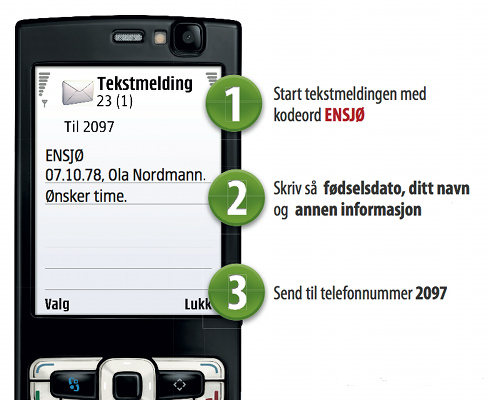 Tekstmelding
23 (1)
Til 2097
ENSJØ
07.10.78, Ola Nordmann.
Ønsker time.
Valg
Lukk
1
Start tekstmeldingen med
kodeord ENSJØ
2
Skriv så fødselsdato, ditt navn
og annen informasjon
3
Send til telefonnummer 2097